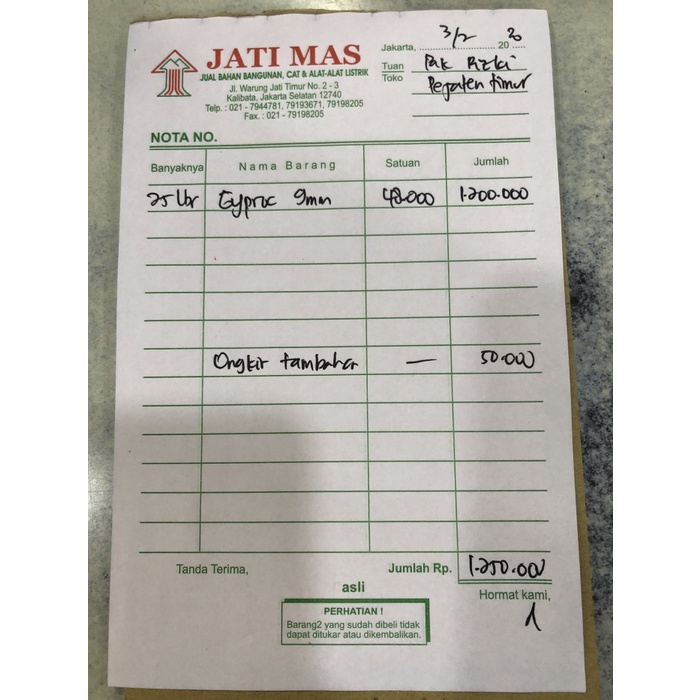 JATI MAS
JUAL BAHAN BANGUNAN, CAT & ALAT-ALAT LISTRIK
Jl. Warung Jati Timur No. 2 - 3
Kalibata, Jakarta Selatan 12740
Telp. : 021 - 7944781, 79193671, 79198205
Fax. : 021 - 79198205
Jakarta, 3/2 20 20
Tuan Pak Rizki
Toko Pejaten timur
NOTA NO.
Banyaknya Nama Barang Satuan Jumlah
25 lbr Gyproc 9mm 48.000 1.200.000
Ongkir tambahan — 50.000
Tanda Terima, Jumlah Rp. 1.250.000
asli Hormat kami,
PERHATIAN !
Barang2 yang sudah dibeli tidak
dapat ditukar atau dikembalikan.